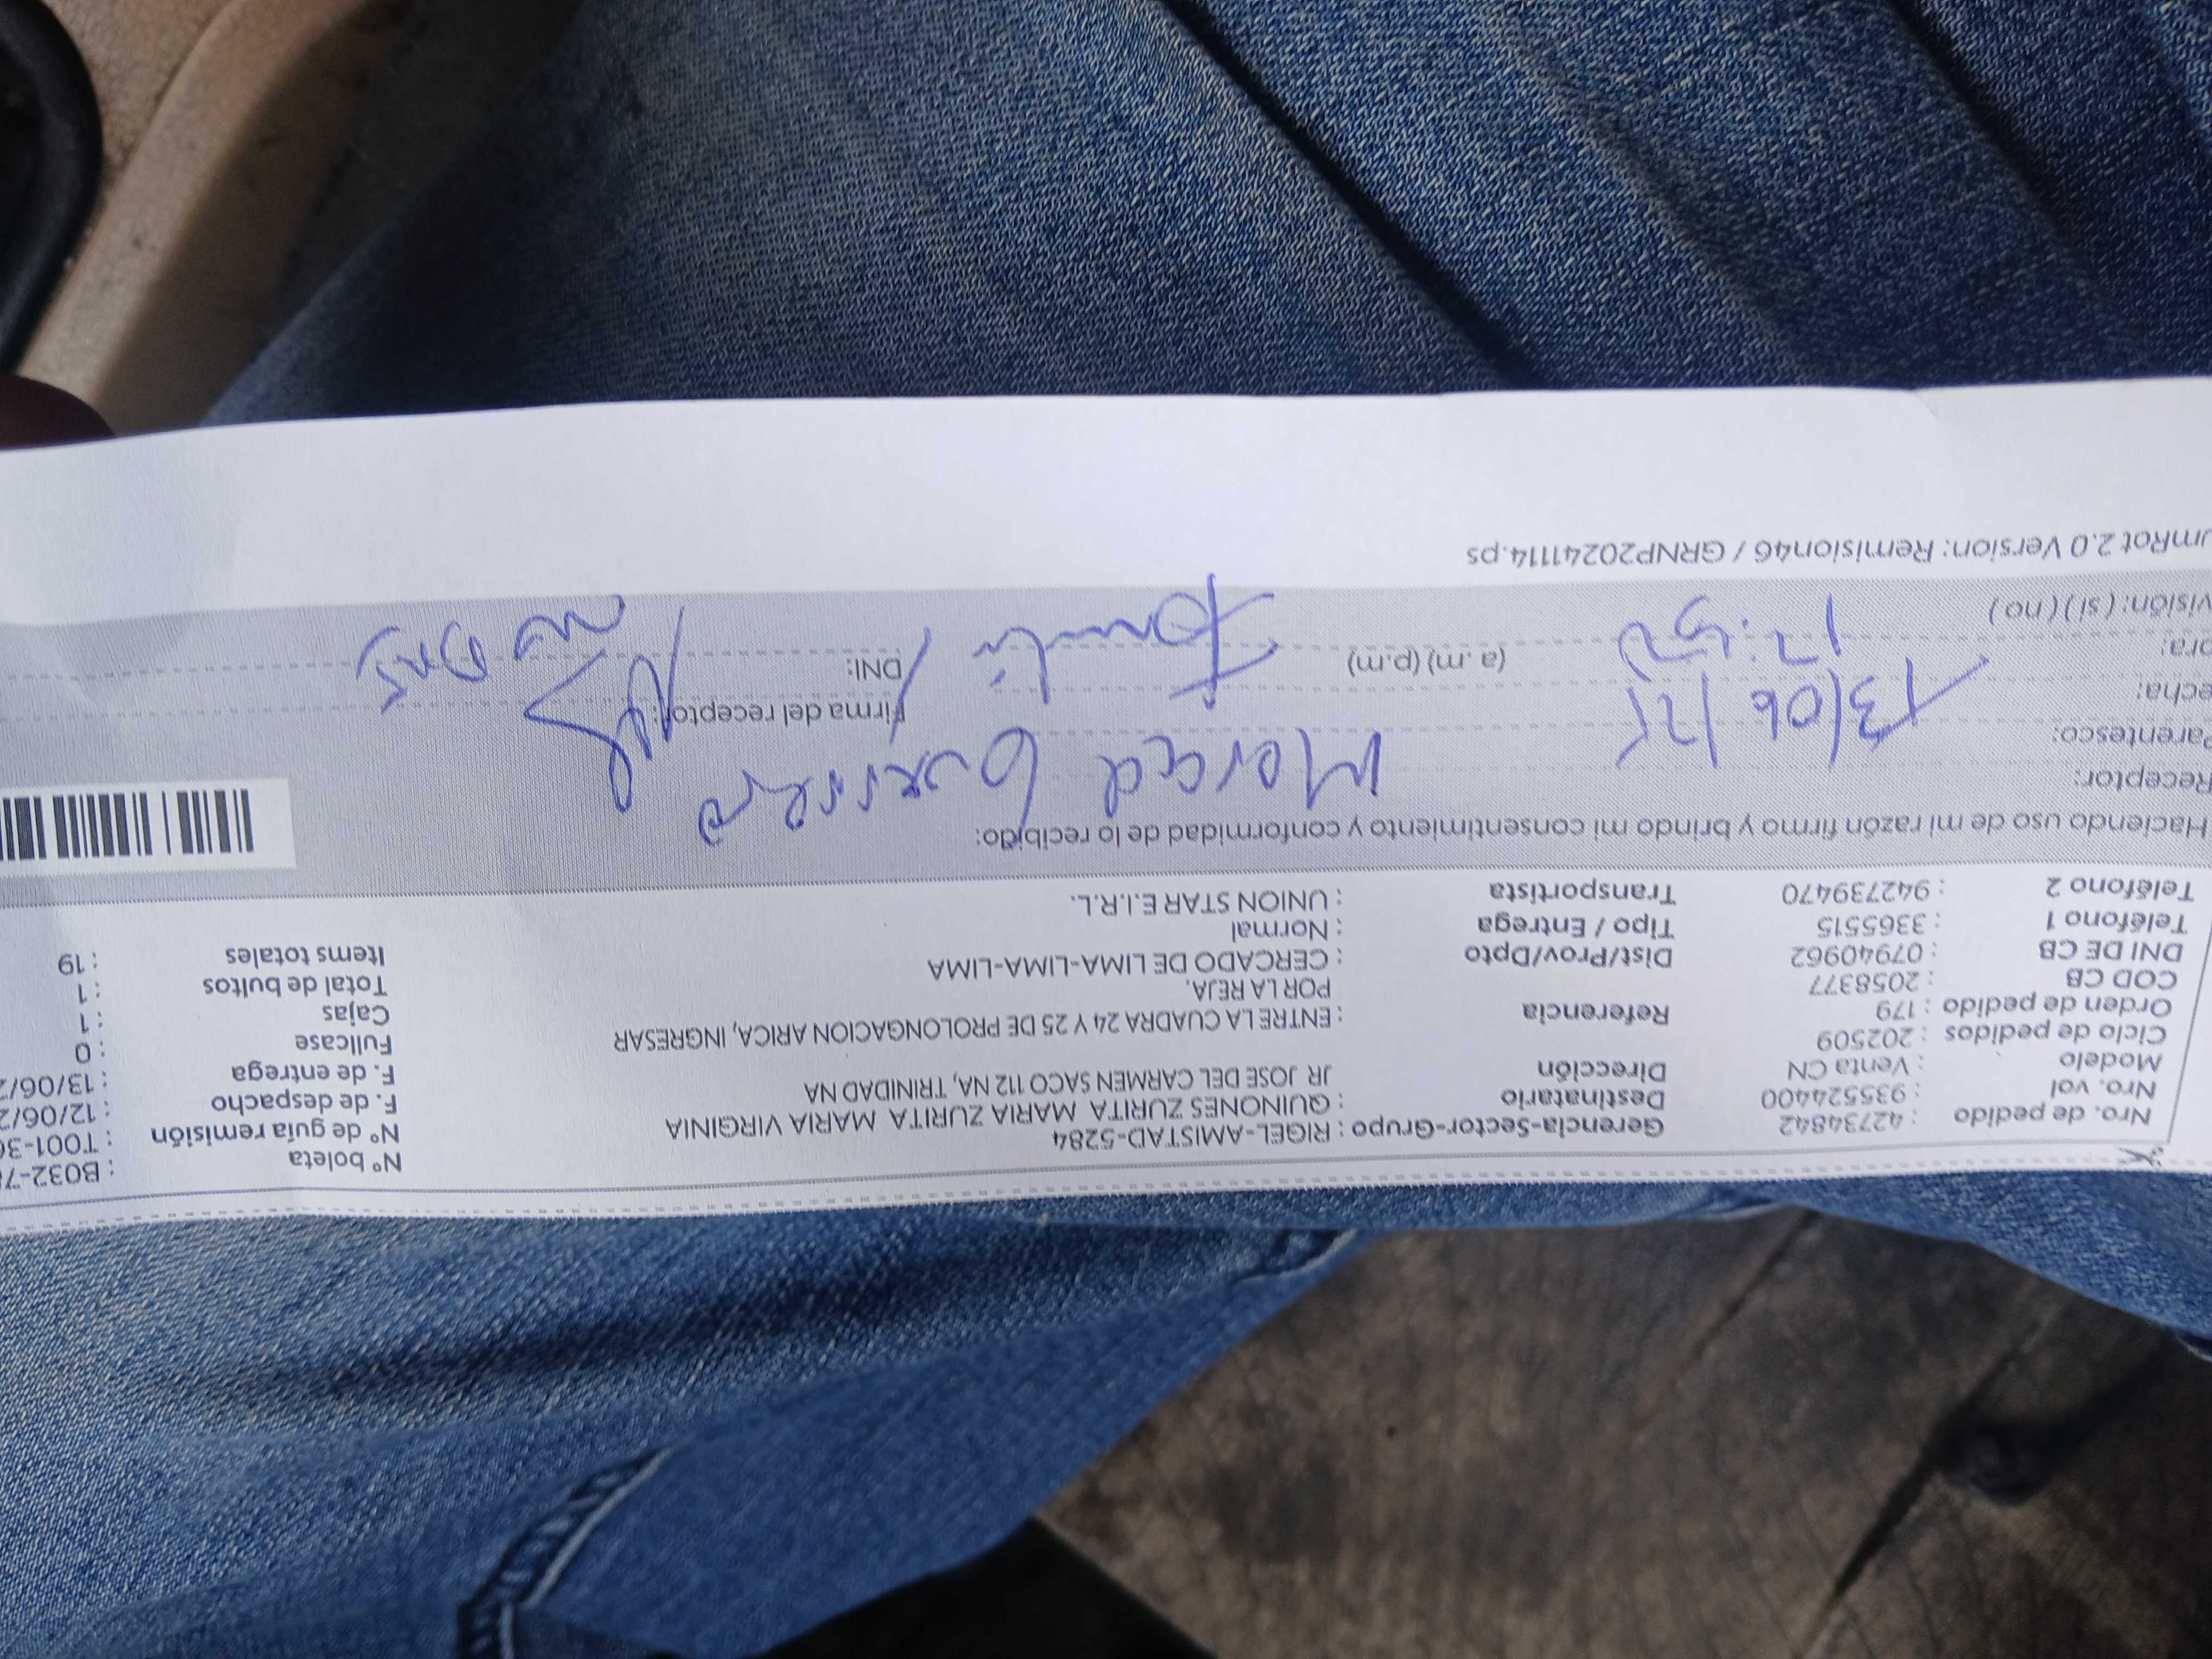 Nro. de pedido : 42734842 Gerencia-Sector-Grupo : RIGEL-AMISTAD-5284 Nº boleta : B032-7
Nro. vol : 935524400 Destinatario : QUINONES ZURITA MARIA ZURITA MARIA VIRGINIA Nº de guía remisión : T001-3
Modelo : Venta CN Dirección JR JOSE DEL CARMEN SACO 112 NA, TRINIDAD NA F. de despacho : 12/06/2
Ciclo de pedidos : 202509 F. de entrega : 13/06/2
Orden de pedido : 179 Referencia : ENTRE LA CUADRA 24 Y 25 DE PROLONGACION ARICA, INGRESAR Fullcase : 0
COD CB : 2058377 POR LA REJA. Cajas : 1
DNI DE CB : 07940962 Dist/Prov/Dpto : CERCADO DE LIMA-LIMA-LIMA Total de bultos : 1
Teléfono 1 : 3365515 Tipo / Entrega : Normal Items totales : 19
Teléfono 2 : 942739470 Transportista : UNION STAR E.I.R.L.
Haciendo uso de mi razón firmo y brindo mi consentimiento y conformidad de lo recibido:
Receptor:
Parentesco: Guerrero
echa: 13/06/25 Firma del receptor:
ora: (a. m) (p.m) DNI:
visión: ( si ) ( no )
mRot 2.0 Version: Remision46 / GRNP20241114.ps